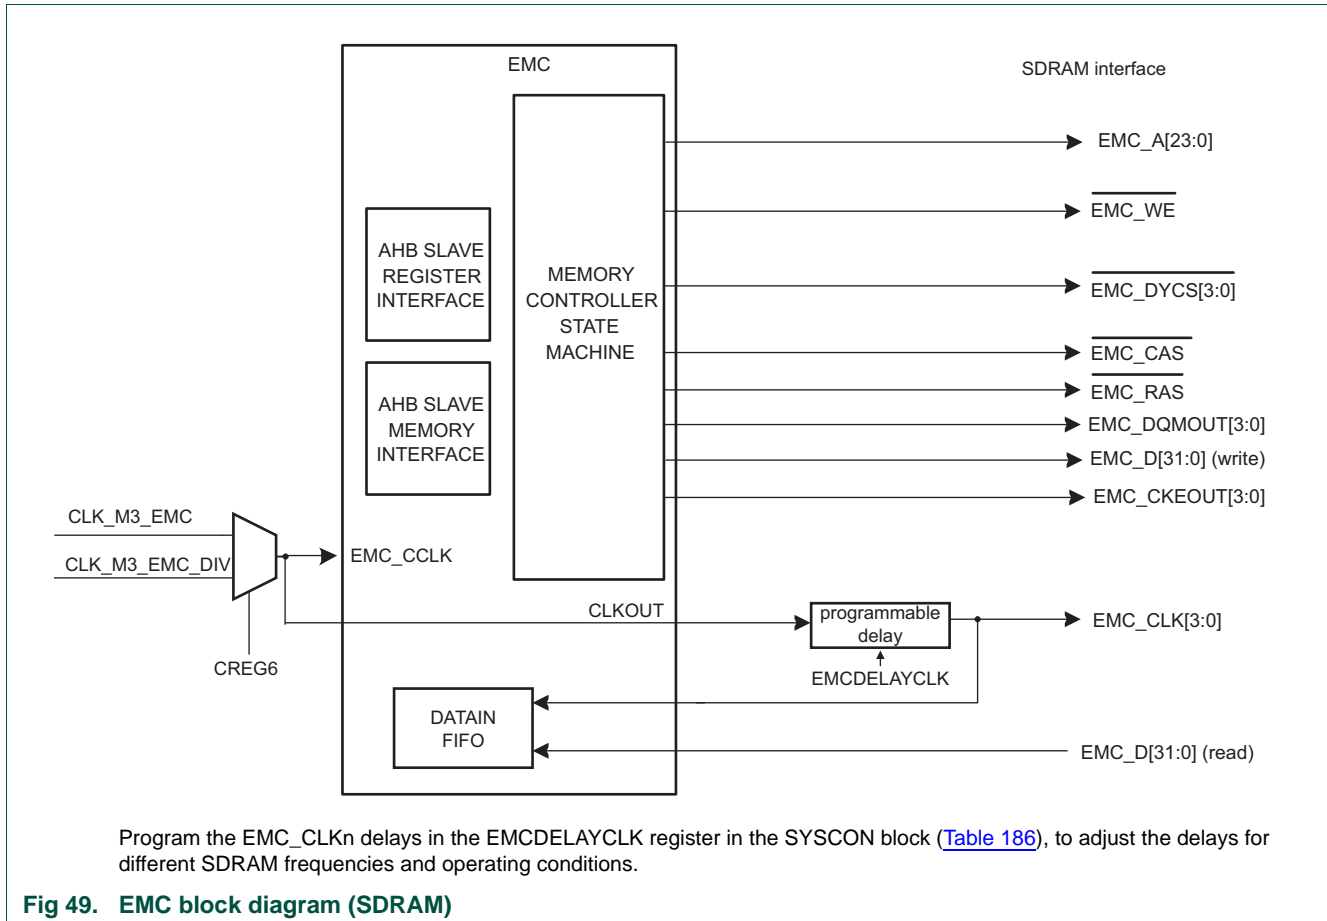 EMC
SDRAM interface
EMC_A[23:0]
EMC_WE
EMC_DYCS[3:0]
EMC_CAS
EMC_RAS
EMC_DQMOUT[3:0]
EMC_D[31:0] (write)
EMC_CKEOUT[3:0]
AHB SLAVE
REGISTER
INTERFACE
MEMORY
CONTROLLER
STATE
MACHINE
AHB SLAVE
MEMORY
INTERFACE
CLK_M3_EMC
CLK_M3_EMC_DIV
EMC_CCLK
CREG6
CLKOUT
programmable
delay
EMCDELAYCLK
EMC_CLK[3:0]
DATAIN
FIFO
EMC_D[31:0] (read)
Program the EMC_CLKn delays in the EMCDELAYCLK register in the SYSCON block (Table 186), to adjust the delays for
different SDRAM frequencies and operating conditions.
Fig 49. EMC block diagram (SDRAM)